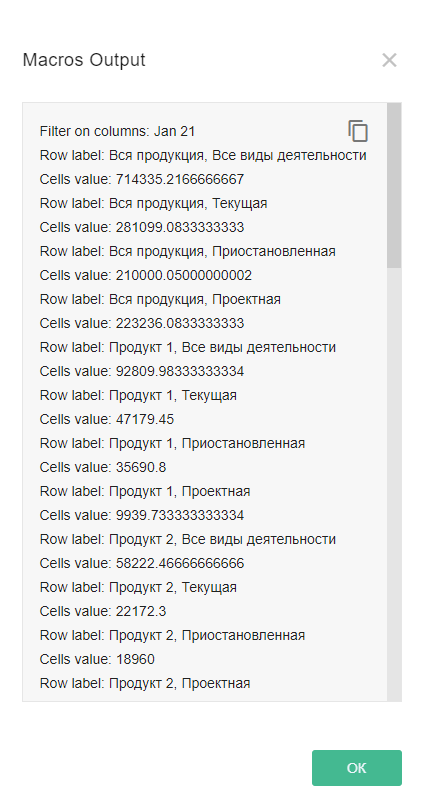 Macros Output
Filter on columns: Jan 21
Row label: Вся продукция, Все виды деятельности
Cells value: 714335.2166666667
Row label: Вся продукция, Текущая
Cells value: 281099.0833333333
Row label: Вся продукция, Приостановленная
Cells value: 210000.05000000002
Row label: Вся продукция, Проектная
Cells value: 223236.0833333333
Row label: Продукт 1, Все виды деятельности
Cells value: 92809.98333333334
Row label: Продукт 1, Текущая
Cells value: 47179.45
Row label: Продукт 1, Приостановленная
Cells value: 35690.8
Row label: Продукт 1, Проектная
Cells value: 9939.733333333334
Row label: Продукт 2, Все виды деятельности
Cells value: 58222.46666666666
Row label: Продукт 2, Текущая
Cells value: 22172.3
Row label: Продукт 2, Приостановленная
Cells value: 18960
Row label: Продукт 2, Проектная
OK